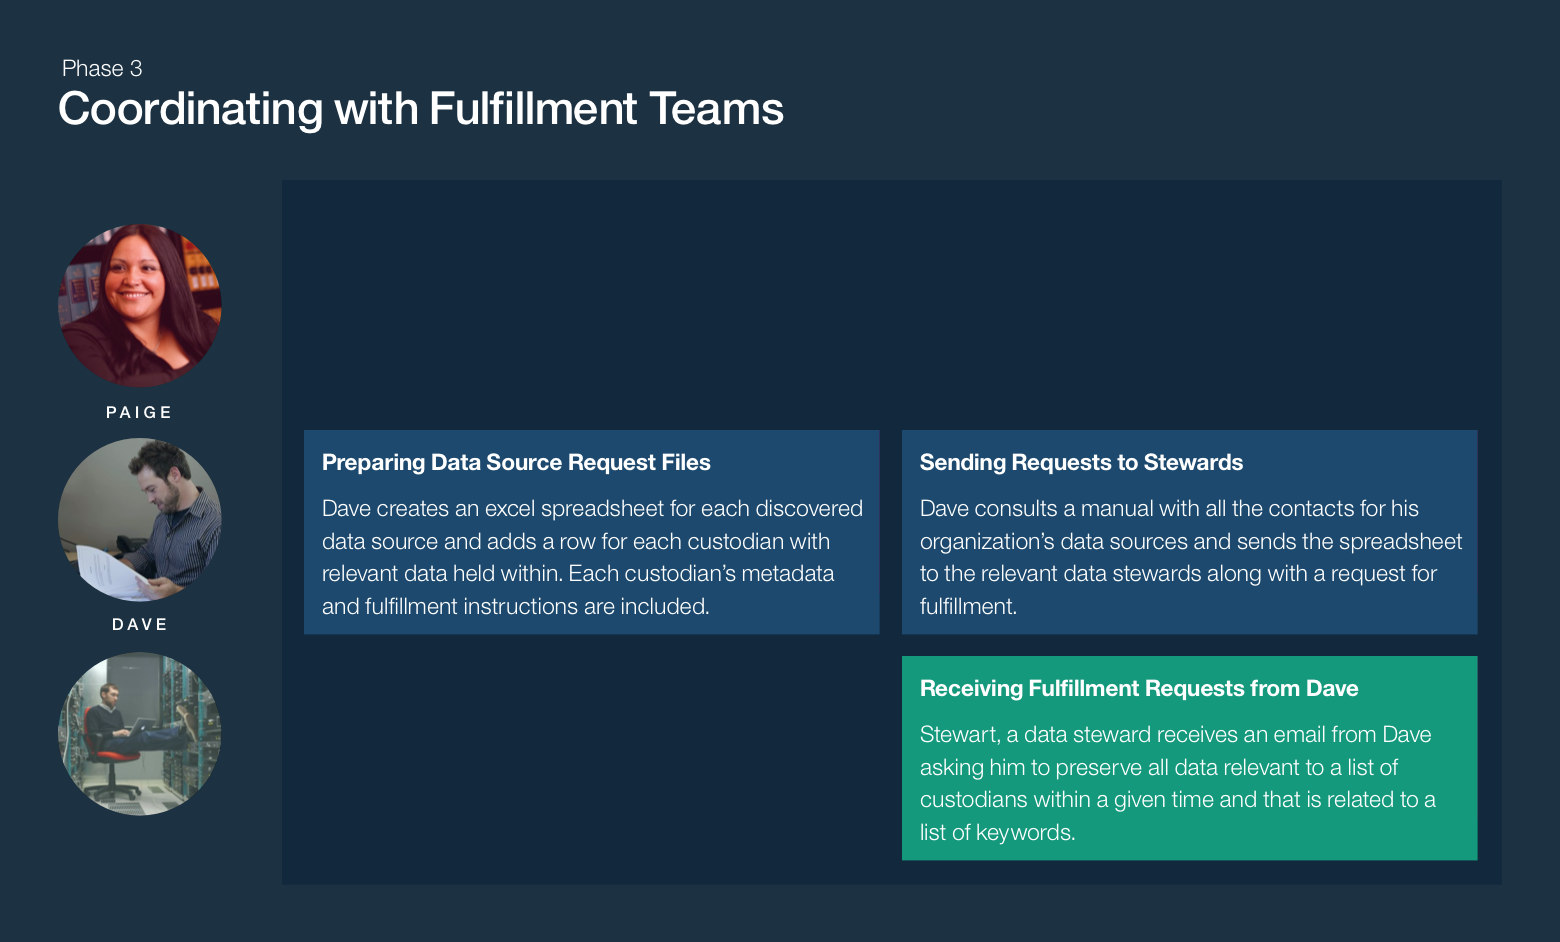 Phase 3
Coordinating with Fulfillment Teams
PAIGE
DAVE
Preparing Data Source Request Files
Dave creates an excel spreadsheet for each discovered
data source and adds a row for each custodian with
relevant data held within. Each custodian’s metadata
and fulfillment instructions are included.
Sending Requests to Stewards
Dave consults a manual with all the contacts for his
organization’s data sources and sends the spreadsheet
to the relevant data stewards along with a request for
fulfillment.
Receiving Fulfillment Requests from Dave
Stewart, a data steward receives an email from Dave
asking him to preserve all data relevant to a list of
custodians within a given time and that is related to a
list of keywords.